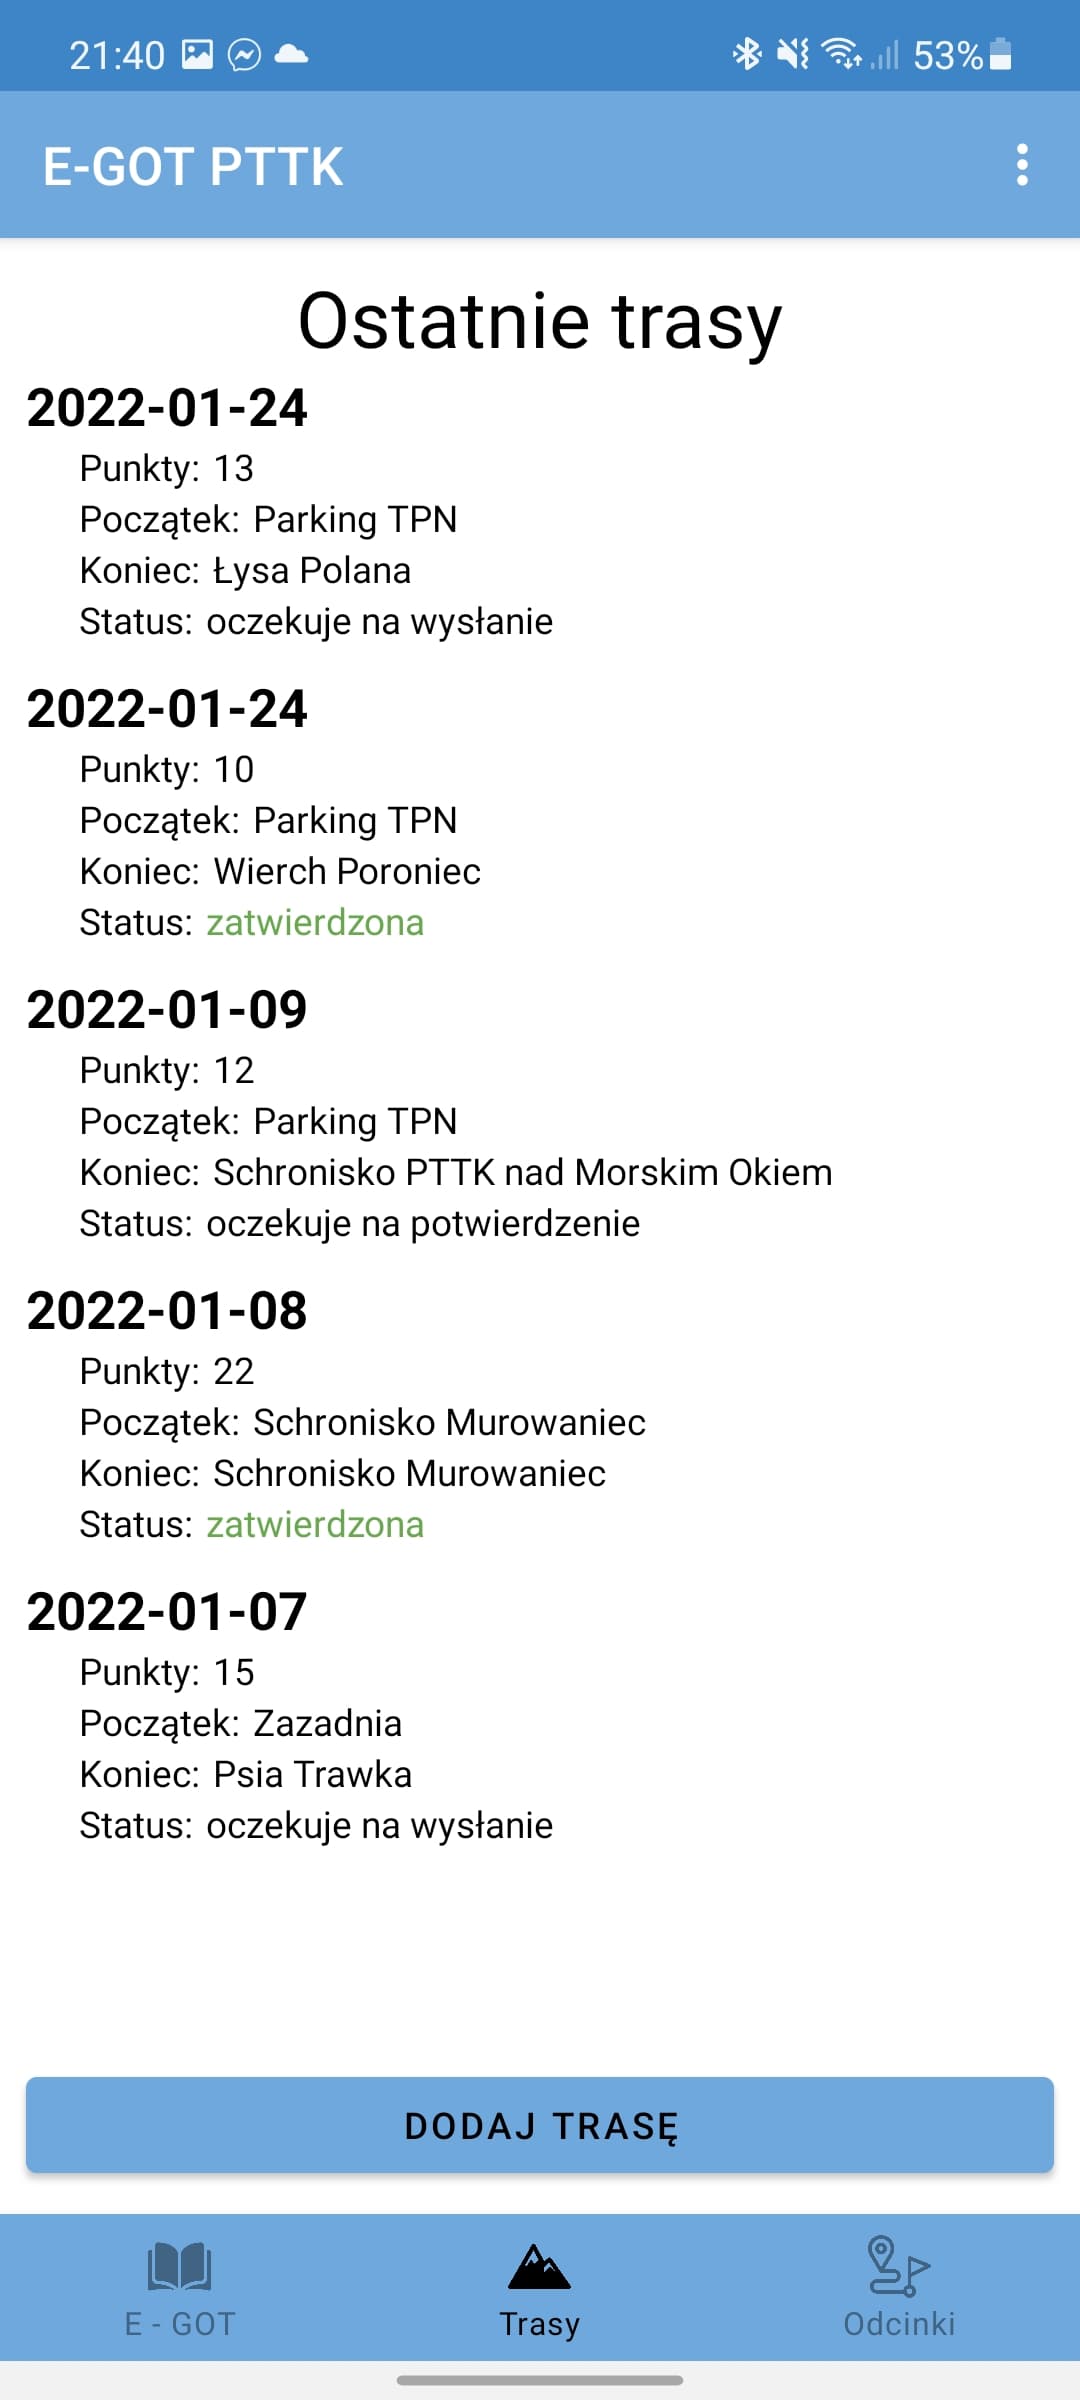 21:40 53%
E-GOT PTTK
Ostatnie trasy
2022-01-24
Punkty: 13
Początek: Parking TPN
Koniec: Łysa Polana
Status: oczekuje na wysłanie
2022-01-24
Punkty: 10
Początek: Parking TPN
Koniec: Wierch Poroniec
Status: zatwierdzona
2022-01-09
Punkty: 12
Początek: Parking TPN
Koniec: Schronisko PTTK nad Morskim Okiem
Status: oczekuje na potwierdzenie
2022-01-08
Punkty: 22
Początek: Schronisko Murowaniec
Koniec: Schronisko Murowaniec
Status: zatwierdzona
2022-01-07
Punkty: 15
Początek: Zazadnia
Koniec: Psia Trawka
Status: oczekuje na wysłanie
DODAJ TRASĘ
E - GOT Trasy Odcinki